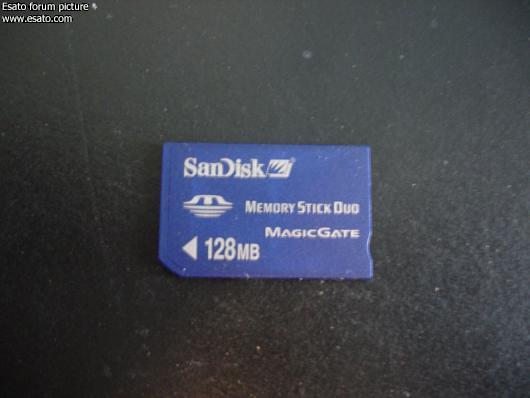 Esato forum picture
www.esato.com
SanDisk
MEMORY STICK DUO
MAGICGATE
128MB